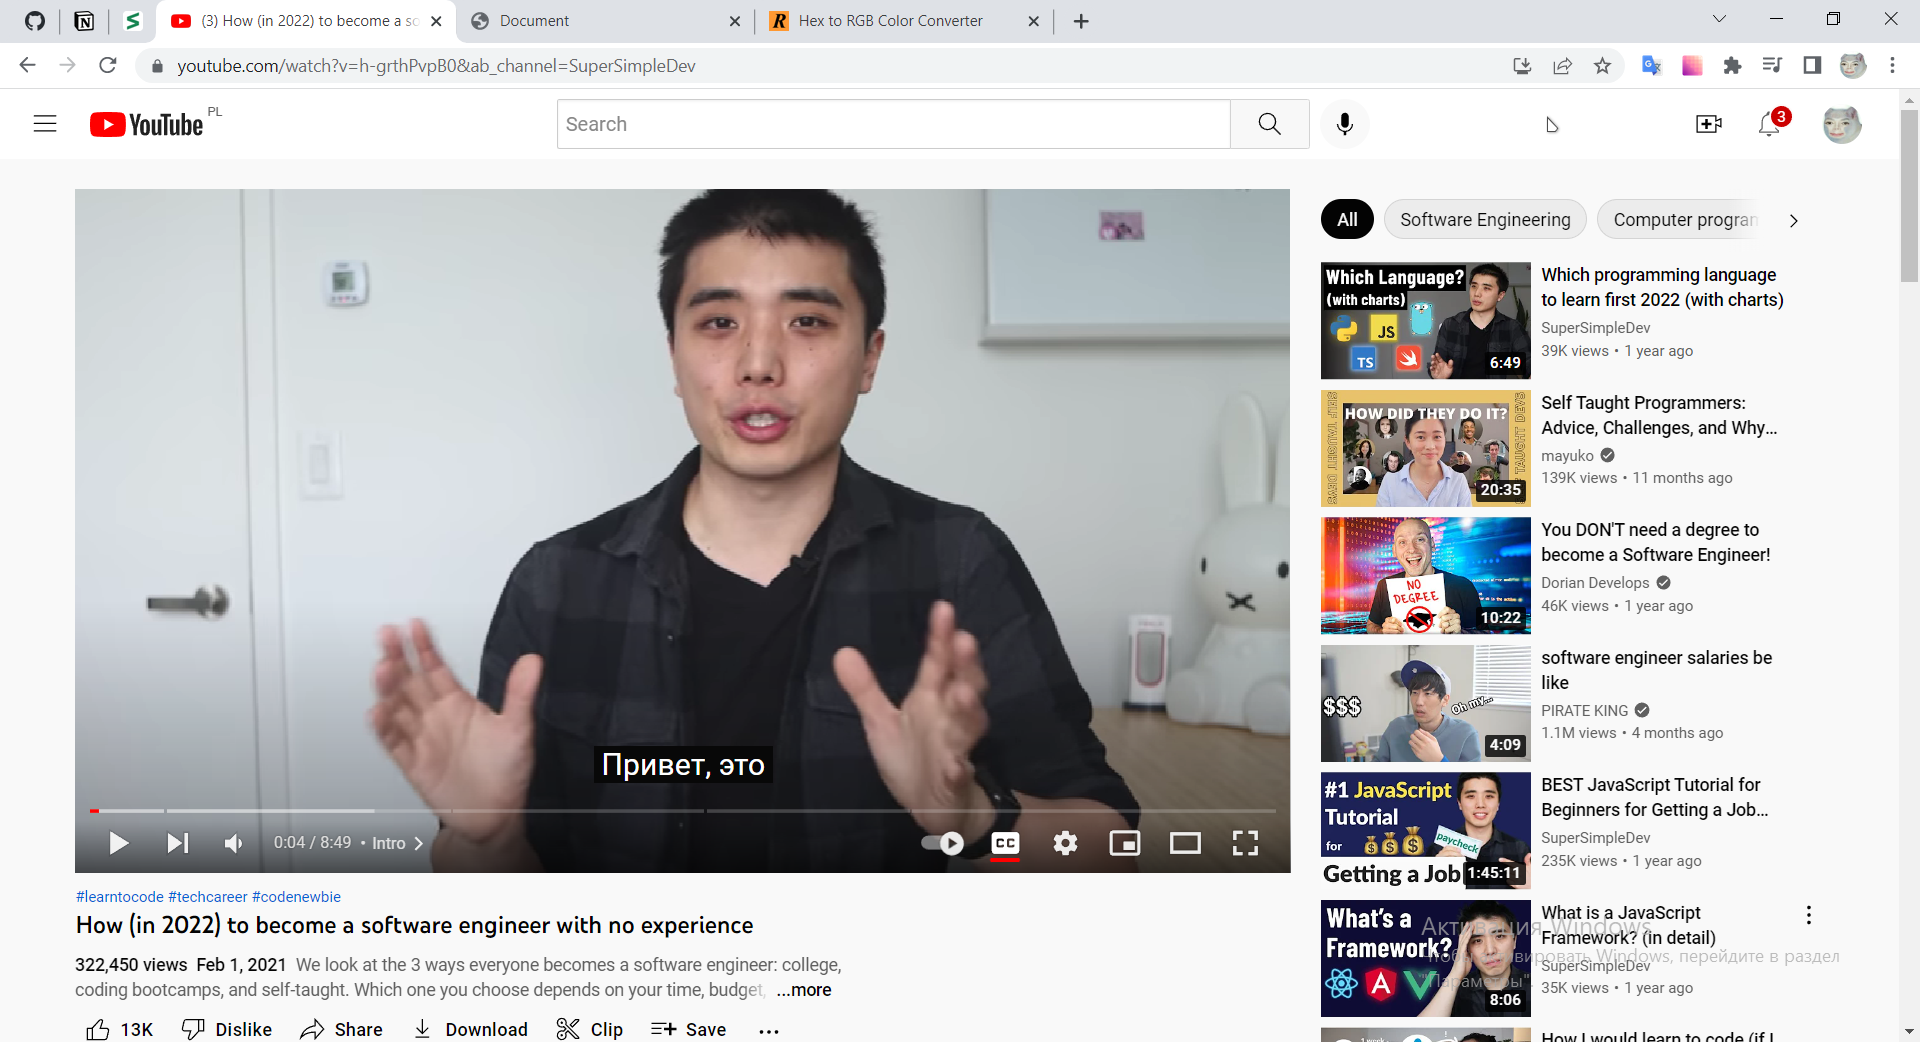 (3) How (in 2022) to become a so
Document
Hex to RGB Color Converter
youtube.com/watch?v=h-grthPvpB0&ab_channel=SuperSimpleDev
YouTube PL
Search
3
All
Software Engineering
Computer program
Which Language?
(with charts)
JS
TS
6:49
Which programming language
to learn first 2022 (with charts)
SuperSimpleDev
39K views • 1 year ago
HOW DID THEY DO IT?
SELF TAUGHT DEVS
SELF TAUGHT DEVS
20:35
Self Taught Programmers:
Advice, Challenges, and Why...
mayuko
139K views • 11 months ago
NO
DEGREE
10:22
You DON'T need a degree to
become a Software Engineer!
Dorian Develops
46K views • 1 year ago
$$$
Oh my...
4:09
software engineer salaries be
like
PIRATE KING
1.1M views • 4 months ago
#1 JavaScript
Tutorial
for
paycheck
Getting a Job
1:45:11
BEST JavaScript Tutorial for
Beginners for Getting a Job...
SuperSimpleDev
235K views • 1 year ago
What's a
Framework?
8:06
What is a JavaScript
Framework? (in detail)
SuperSimpleDev
35K views • 1 year ago
Активация Windows
Windows, перейдите в раздел
"Параметры".
1 week
How I would learn to code (if I
Привет, это
0:04 / 8:49 • Intro
CC
#learntocode #techcareer #codenewbie
How (in 2022) to become a software engineer with no experience
322,450 views Feb 1, 2021 We look at the 3 ways everyone becomes a software engineer: college,
coding bootcamps, and self-taught. Which one you choose depends on your time, budget, ...more
13K
Dislike
Share
Download
Clip
Save